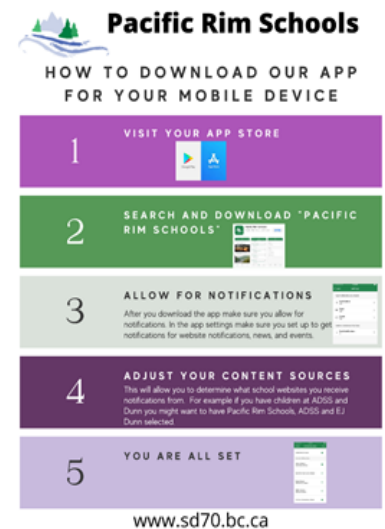 Pacific Rim Schools
HOW TO DOWNLOAD OUR APP
FOR YOUR MOBILE DEVICE
1
VISIT YOUR APP STORE
2
SEARCH AND DOWNLOAD "PACIFIC
RIM SCHOOLS"
3
ALLOW FOR NOTIFICATIONS
After you download the app make sure you allow for
notifications. In the app settings make sure you set up to get
notifications for website notifications, news, and events.
4
ADJUST YOUR CONTENT SOURCES
This will allow you to determine what school websites you receive
notifications from. For example if you have children at ADSS and
Dunn you might want to have Pacific Rim Schools, ADSS and EJ
Dunn selected.
5
YOU ARE ALL SET
www.sd70.bc.ca